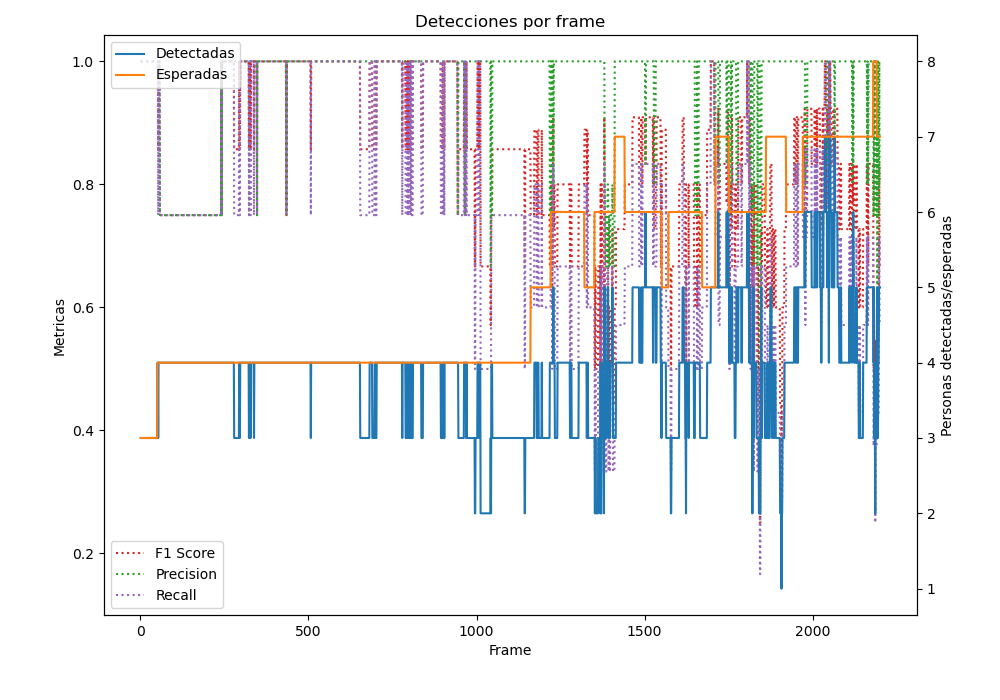 Detecciones por frame
Detectadas
Esperadas
1.0
0.8
0.6
0.4
0.2
Metricas
8
7
6
5
4
3
2
1
Personas detectadas/esperadas
F1 Score
Precision
Recall
0
500
1000
1500
2000
Frame